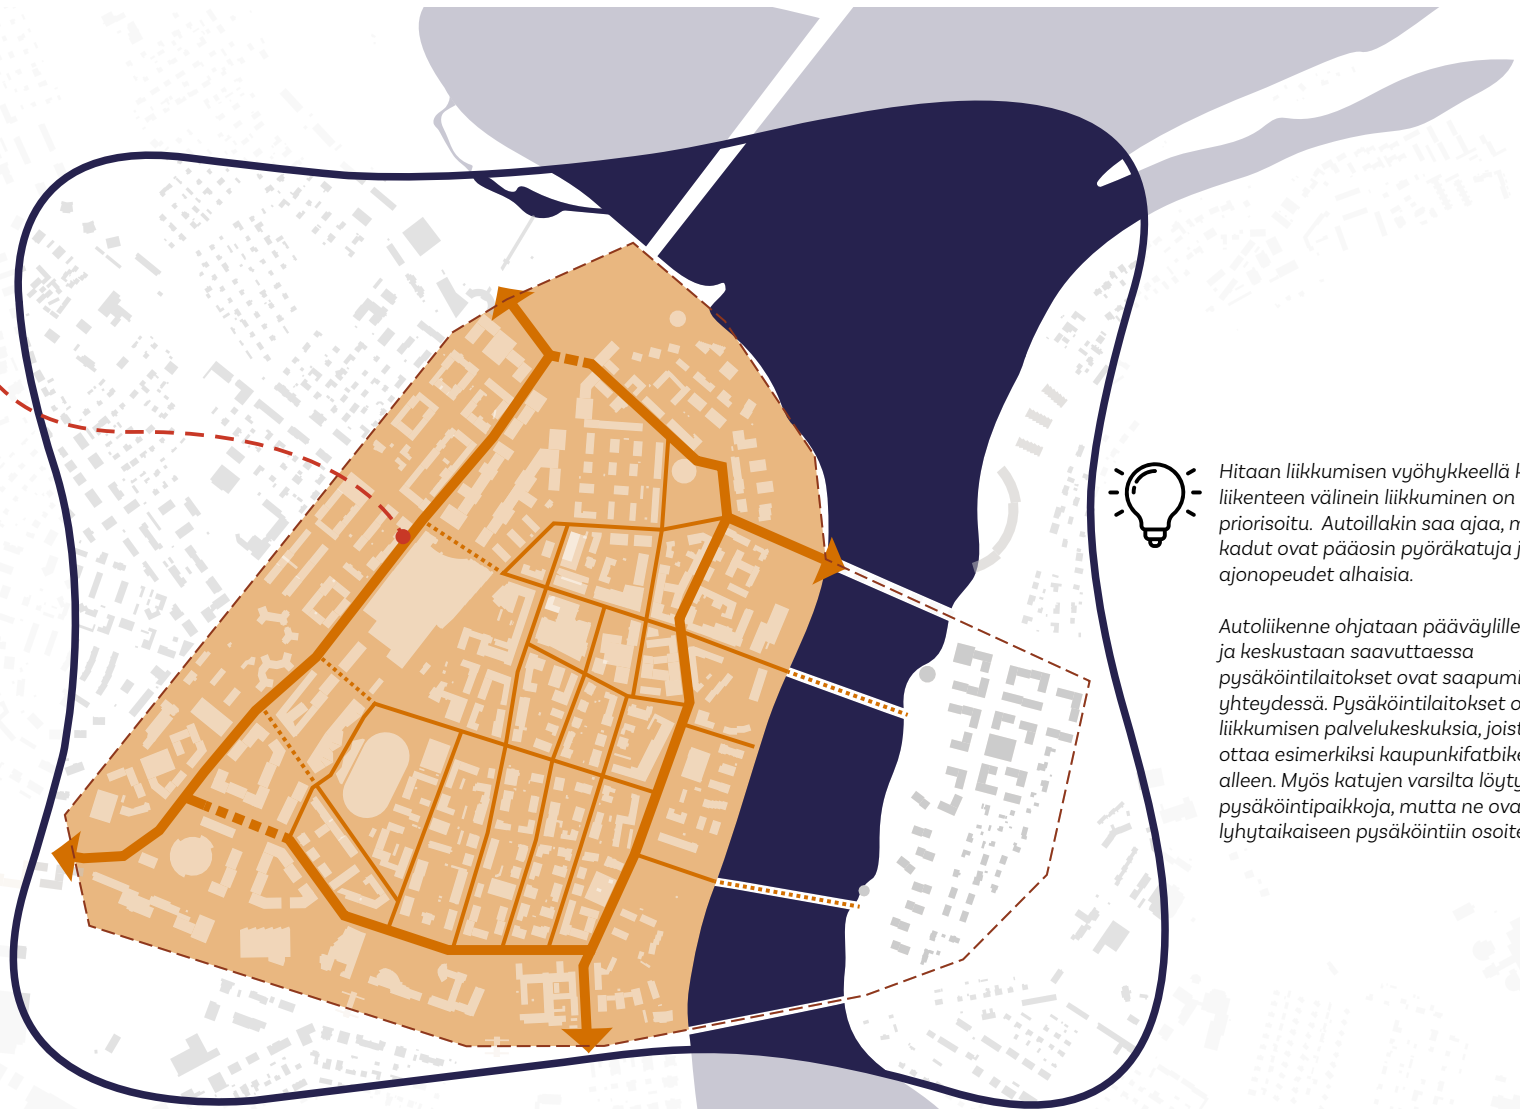 Hitaan liikkumisen vyöhykkeellä
liikenteen välinein liikkuminen on
priorisoitu. Autoillakin saa ajaa,
kadut ovat pääosin pyöräkatuja
ajonopeudet alhaisia.
Autoliikenne ohjataan pääväylille
ja keskustaan saavuttaessa
pysäköintilaitokset ovat
yhteydessä. Pysäköintilaitokset
liikkumisen palvelukeskuksia,
ottaa esimerkiksi
alleen. Myös katujen varsilta
pysäköintipaikkoja, mutta ne
lyhytaikaiseen pysäköintiin